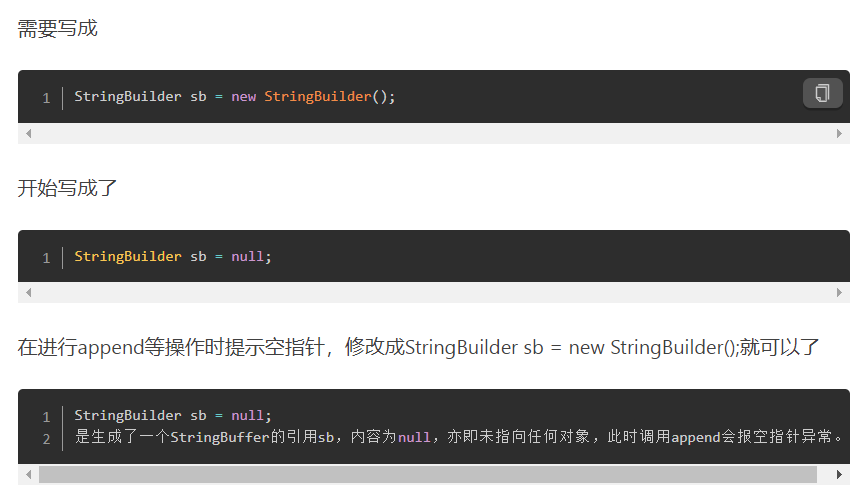 需要写成
1 StringBuilder sb = new StringBuilder();
开始写成了
1 StringBuilder sb = null;
在进行append等操作时提示空指针，修改成StringBuilder sb = new StringBuilder();就可以了
1 StringBuilder sb = null;
2 是生成了一个StringBuffer的引用sb，内容为null，亦即未指向任何对象，此时调用append会报空指针异常。